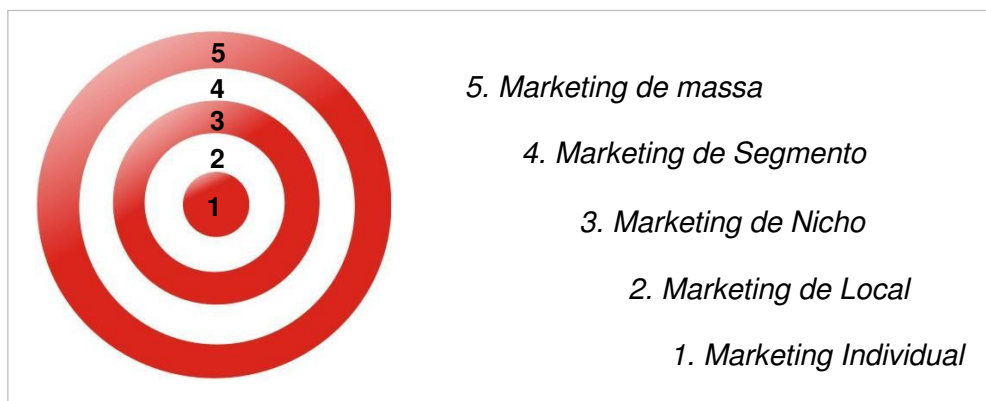 5
4
3
2
1
5. Marketing de massa
4. Marketing de Segmento
3. Marketing de Nicho
2. Marketing de Local
1. Marketing Individual